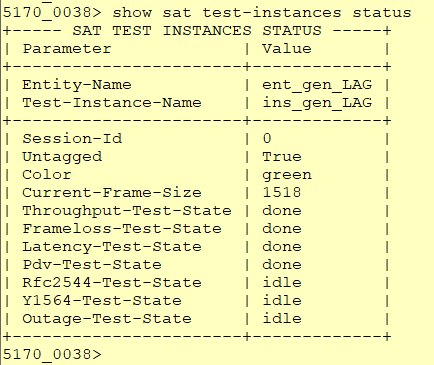 5170_0038> show sat test-instances status
+----- SAT TEST INSTANCES STATUS -----+
| Parameter             | Value       |
+-----------------------+-------------+
| Entity-Name           | ent_gen_LAG |
| Test-Instance-Name    | ins_gen_LAG |
+-----------------------+-------------+
| Session-Id            | 0           |
| Untagged              | True        |
| Color                 | green       |
| Current-Frame-Size    | 1518        |
| Throughput-Test-State | done        |
| Frameloss-Test-State  | done        |
| Latency-Test-State    | done        |
| Pdv-Test-State        | done        |
| Rfc2544-Test-State    | idle        |
| Y1564-Test-State      | idle        |
| Outage-Test-State     | idle        |
+-----------------------+-------------+
5170_0038>